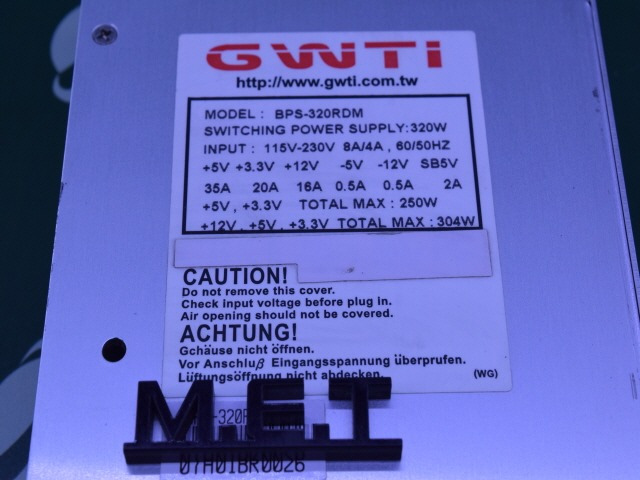 GWTi
http://www.gwti.com.tw
MODEL : BPS-320RDM
SWITCHING POWER SUPPLY:320W
INPUT : 115V-230V 8A/4A , 60/50HZ
+5V +3.3V +12V -5V -12V SB5V
35A 20A 16A 0.5A 0.5A 2A
+5V , +3.3V TOTAL MAX : 250W
+12V , +5V , +3.3V TOTAL MAX : 304W
CAUTION!
Do not remove this cover.
Check input voltage before plug in.
Air opening should not be covered.
ACHTUNG!
Gchäuse nicht öffnen.
Vor Anschluβ Eingangsspannung überprufen.
Lüftungsöffnung nicht abdecken.
(WG)
M.E.I
-320R
07H01BR0026